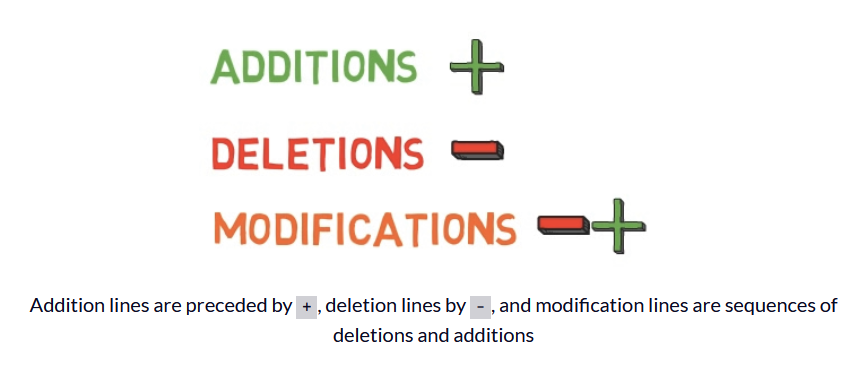 ADDITIONS +
DELETIONS -
MODIFICATIONS -+
Addition lines are preceded by +, deletion lines by -, and modification lines are sequences of
deletions and additions